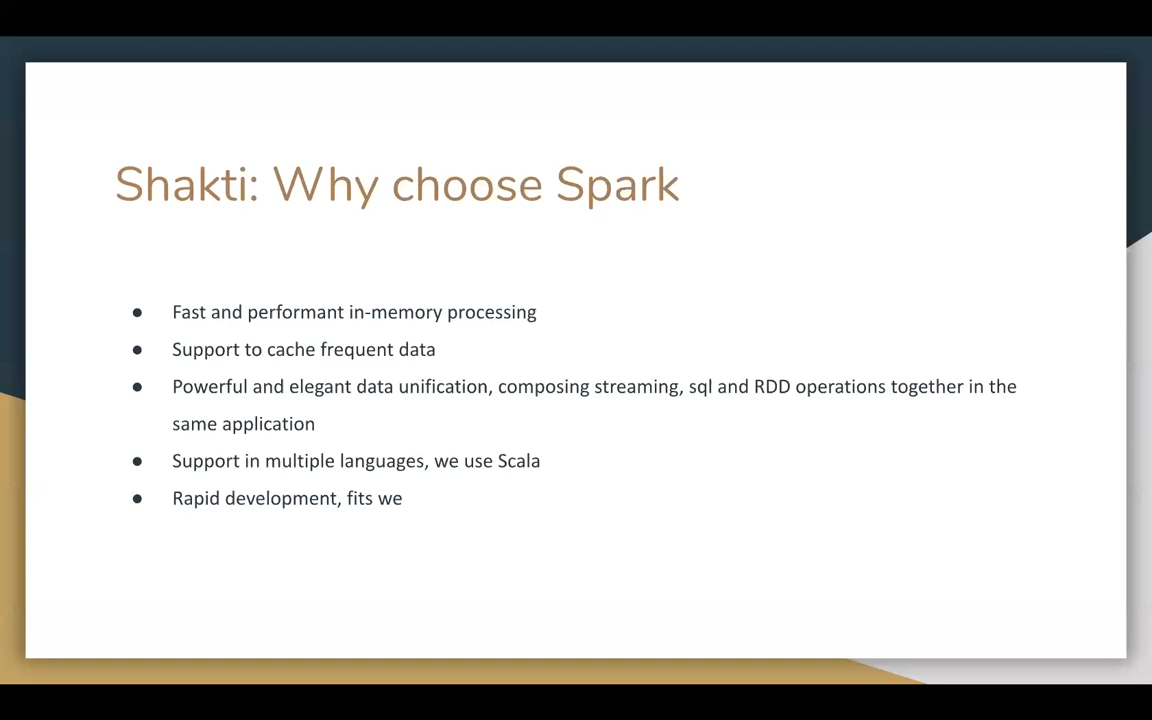 Shakti: Why choose Spark
● Fast and performant in-memory processing
● Support to cache frequent data
● Powerful and elegant data unification, composing streaming, sql and RDD operations together in the
same application
● Support in multiple languages, we use Scala
● Rapid development, fits we